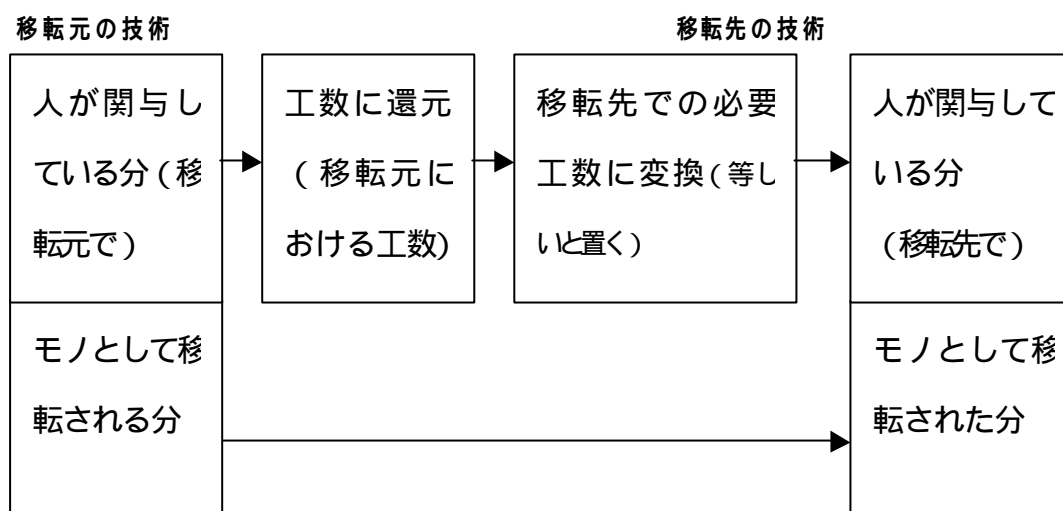 移転元の技術
移転先の技術
人が関与し
ている分(移
転元で)
工数に還元
(移転元に
おける工数)
移転先での必要
工数に変換(等し
いと置く)
人が関与して
いる分
(移転先で)
モノとして移
転される分
モノとして移
転された分